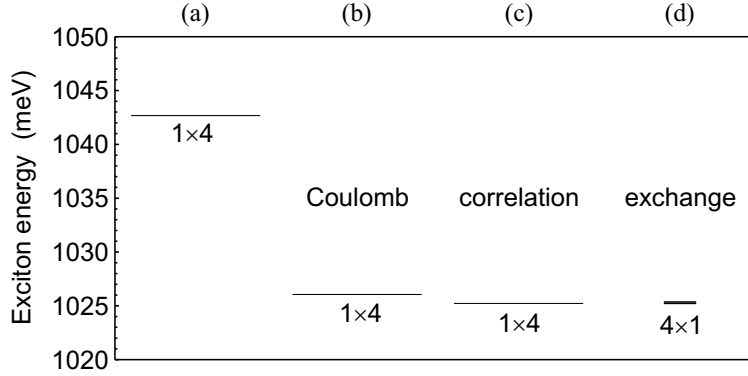 (a) (b) (c) (d)
1050
1045
1040
1035
1030
1025
1020
Exciton energy (meV)
1×4
Coulomb correlation exchange
1×4 1×4 4×1